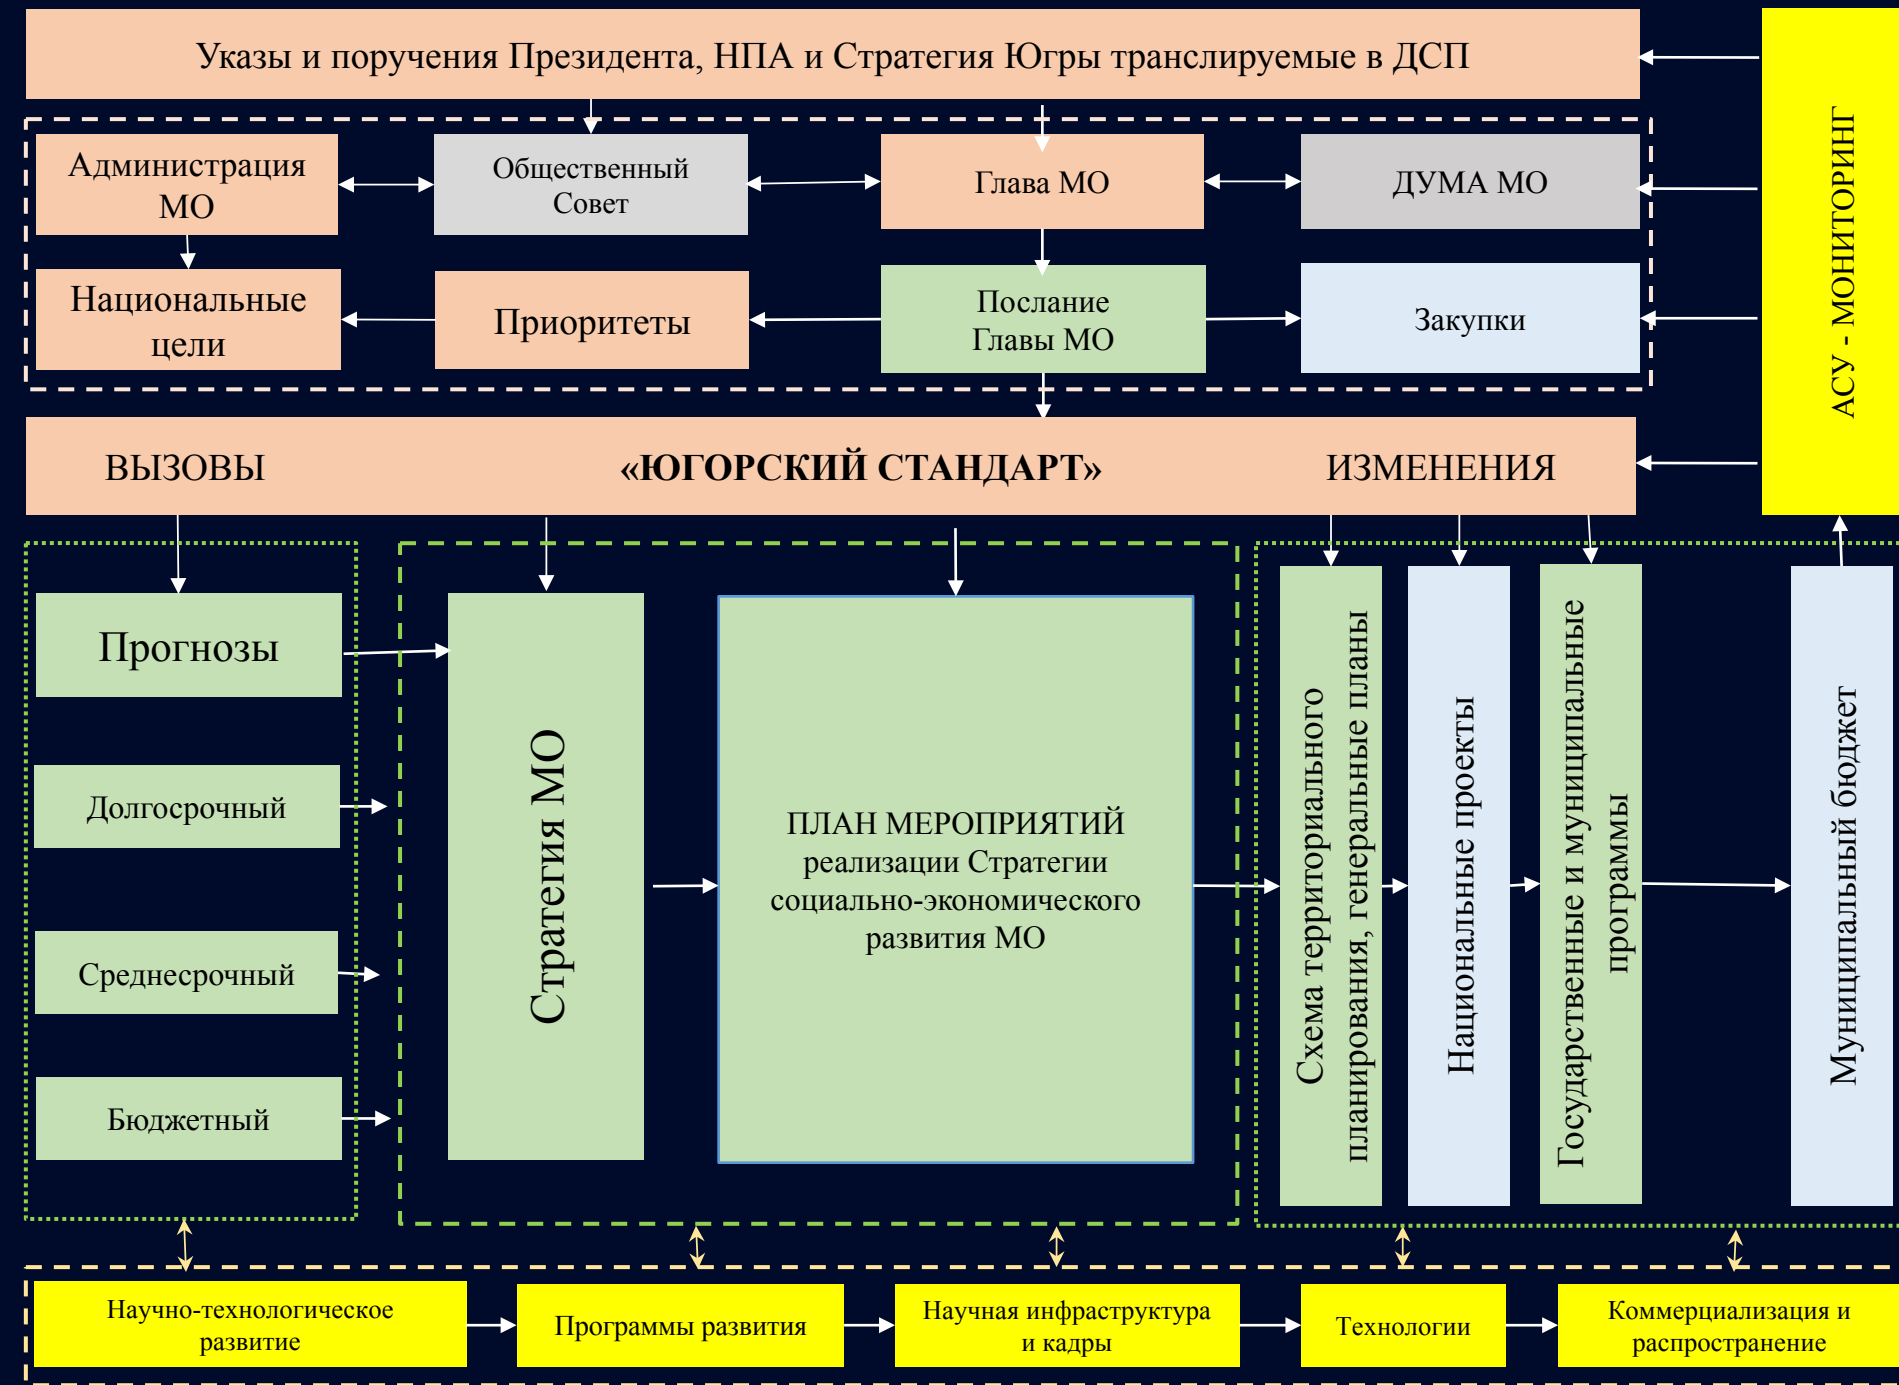 Указы и поручения Президента, НПА и Стратегия Югры транслируемые в ДСП
АСУ - МОНИТОРИНГ
Администрация
МО
Общественный
Совет
Глава МО
ДУМА МО
Национальные
цели
Приоритеты
Послание
Главы МО
Закупки
ВЫЗОВЫ
«ЮГОРСКИЙ СТАНДАРТ»
ИЗМЕНЕНИЯ
Прогнозы
Долгосрочный
Среднесрочный
Бюджетный
Стратегия МО
ПЛАН МЕРОПРИЯТИЙ
реализации Стратегии
социально-экономического
развития МО
Схема территориального
планирования, генеральные планы
Национальные проекты
Государственные и муниципальные
программы
Муниципальный бюджет
Научно-технологическое
развитие
Программы развития
Научная инфраструктура
и кадры
Технологии
Коммерциализация и
распространение